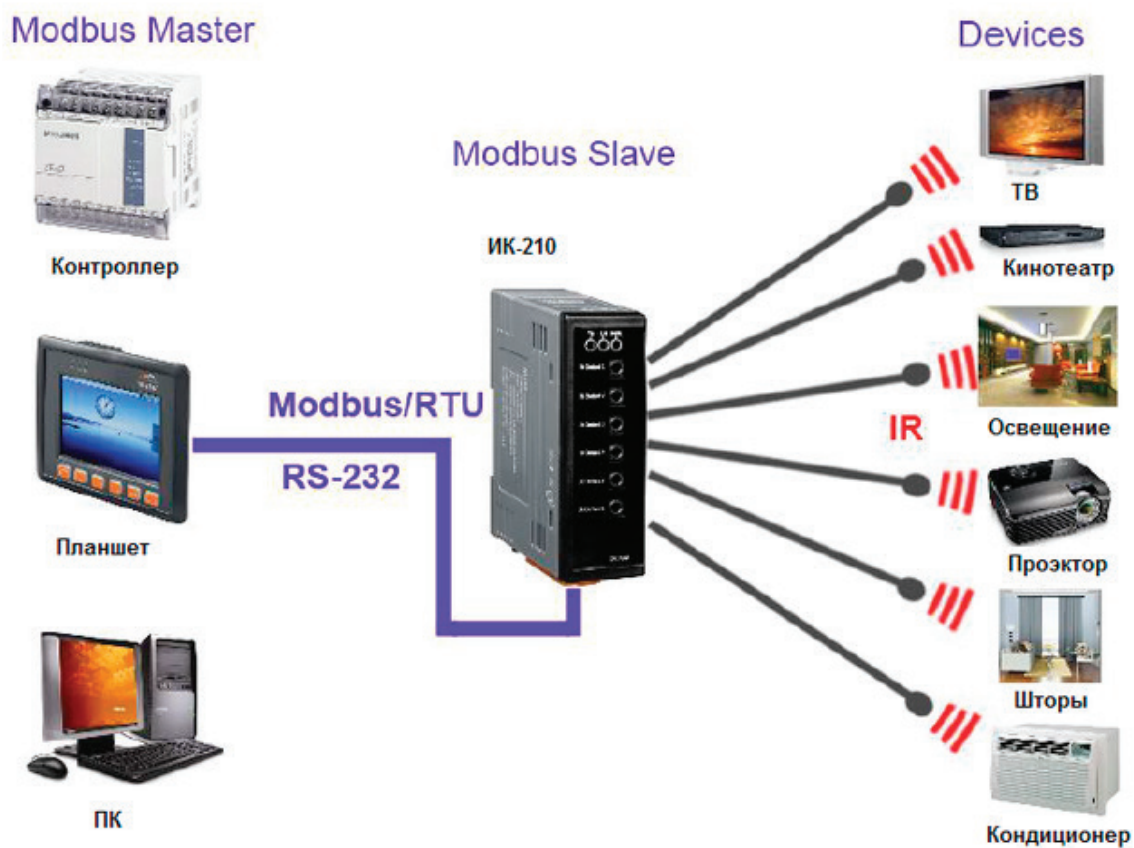 Modbus Master
Devices
Modbus Slave
Контроллер
ИК-210
Modbus/RTU
RS-232
Планшет
ПК
IR
ТВ
Кинотеатр
Освещение
Проэктор
Шторы
Кондиционер